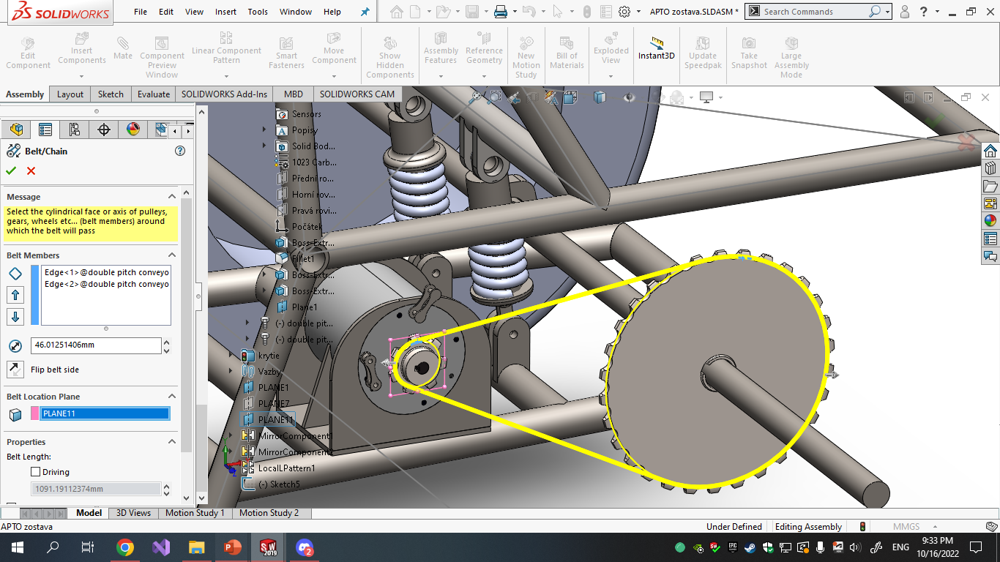 SOLIDWORKS
File Edit View Insert Tools Window Help
APTO zostava.SLDASM *
Search Commands
Edit Component
Insert Components
Mate
Component Preview Window
Linear Component Pattern
Smart Fasteners
Move Component
Show Hidden Components
Assembly Features
Reference Geometry
New Motion Study
Bill of Materials
Exploded View
Instant3D
Update Speedpak
Take Snapshot
Large Assembly Mode
Assembly Layout Sketch Evaluate SOLIDWORKS Add-Ins MBD SOLIDWORKS CAM
Belt/Chain
Message
Select the cylindrical face or axis of pulleys,
gears, wheels etc... (belt members) around
which the belt will pass
Belt Members
Edge<1>@double pitch conveyo
Edge<2>@double pitch conveyo
46.01251406mm
Flip belt side
Belt Location Plane
PLANE11
Properties
Belt Length:
Driving
1091.19112374mm
Sensors
Popisy
Solid Bod...
1023 Carb...
Přední ro...
Horní rov...
Pravá rovi...
Počátek
Boss-Extr...
Fillet1
Boss-Extr...
Boss-Extr...
Plane1
(-) double pit...
(-) double pit...
krytie
Vazby
PLANE1
PLANE7
PLANE11
MirrorComponent1
MirrorComponent
LocalLPattern1
(-) Sketch5
Model 3D Views Motion Study 1 Motion Study 2
APTO zostava
Under Defined Editing Assembly MMGS
SW 2019
2
ENG
9:33 PM
10/16/2022